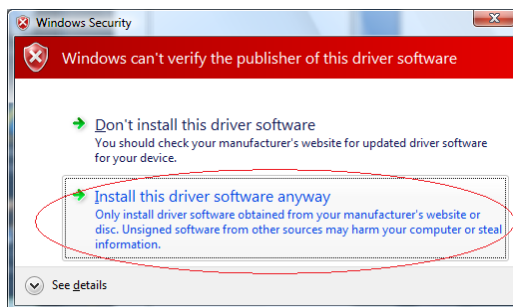 Windows Security
Windows can't verify the publisher of this driver software
Don't install this driver software
You should check your manufacturer's website for updated driver software
for your device.
Install this driver software anyway
Only install driver software obtained from your manufacturer's website or
disc. Unsigned software from other sources may harm your computer or steal
information.
See details